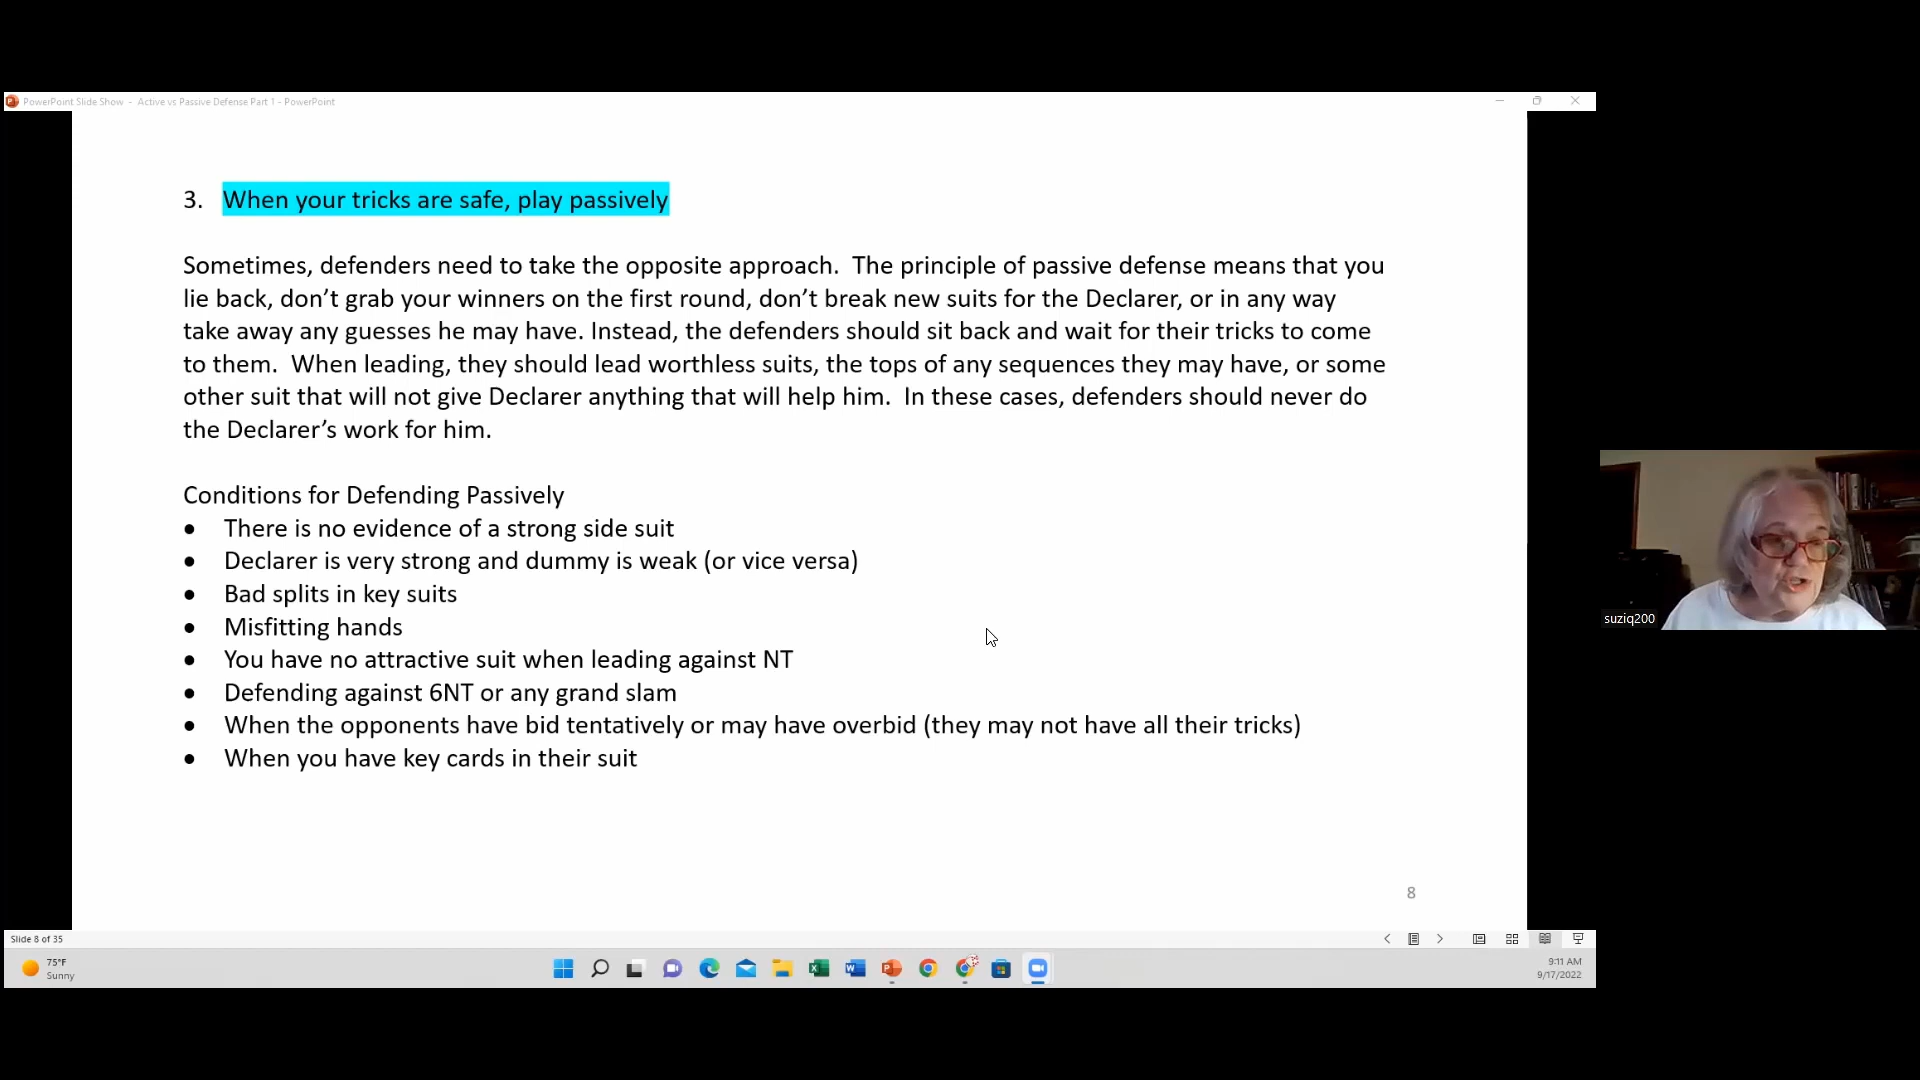 PowerPoint Slide Show - Active vs Passive Defense Part 1 - PowerPoint
3. When your tricks are safe, play passively
Sometimes, defenders need to take the opposite approach. The principle of passive defense means that you
lie back, don’t grab your winners on the first round, don’t break new suits for the Declarer, or in any way
take away any guesses he may have. Instead, the defenders should sit back and wait for their tricks to come
to them. When leading, they should lead worthless suits, the tops of any sequences they may have, or some
other suit that will not give Declarer anything that will help him. In these cases, defenders should never do
the Declarer’s work for him.
Conditions for Defending Passively
• There is no evidence of a strong side suit
• Declarer is very strong and dummy is weak (or vice versa)
• Bad splits in key suits
• Misfitting hands
• You have no attractive suit when leading against NT
• Defending against 6NT or any grand slam
• When the opponents have bid tentatively or may have overbid (they may not have all their tricks)
• When you have key cards in their suit
8
suziq200
Slide 8 of 35
75°F
Sunny
9:11 AM
9/17/2022